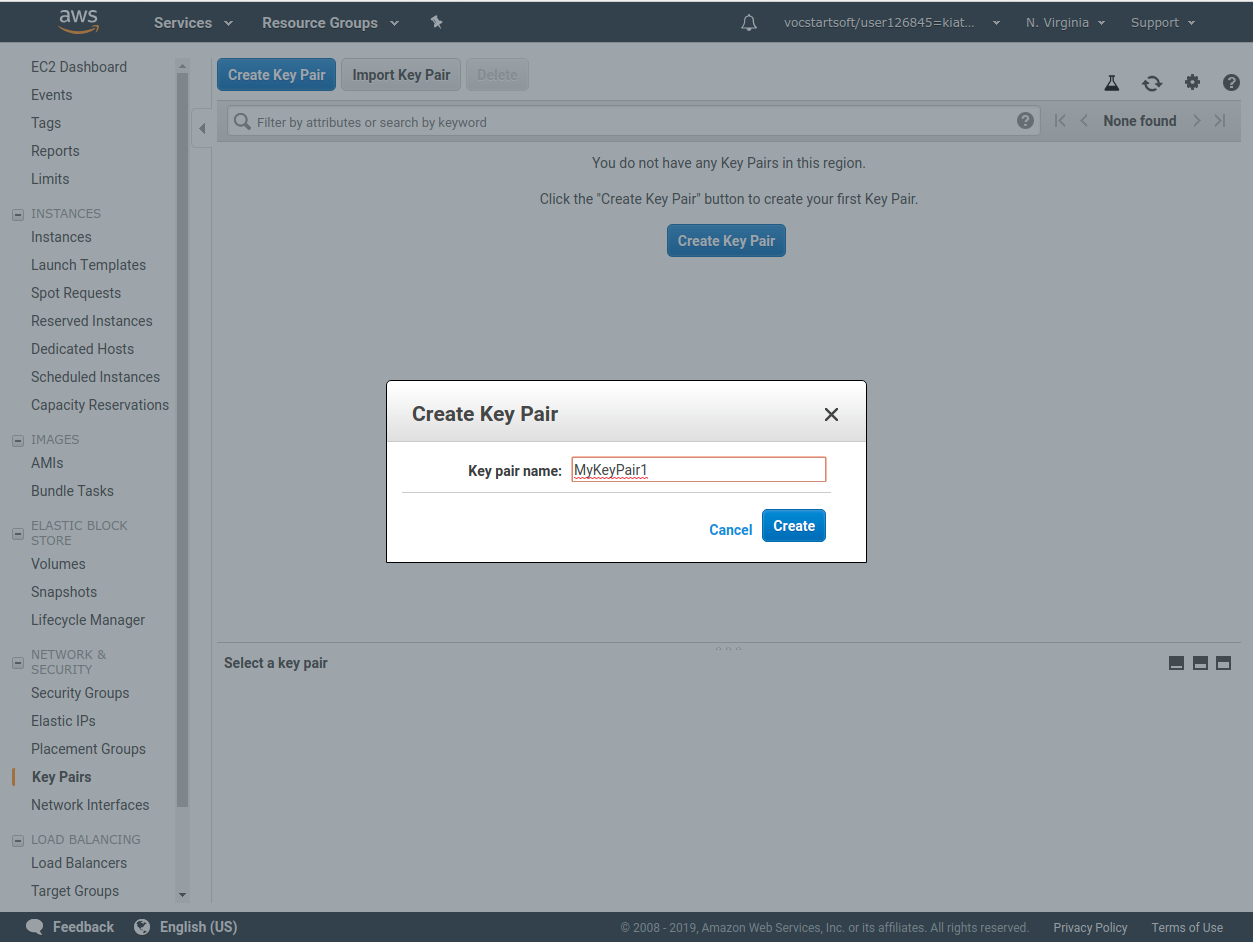 aws Services Resource Groups vocstartsoft/user126845=kiat... N. Virginia Support
EC2 Dashboard
Events
Tags
Reports
Limits
INSTANCES
Instances
Launch Templates
Spot Requests
Reserved Instances
Dedicated Hosts
Scheduled Instances
Capacity Reservations
IMAGES
AMIs
Bundle Tasks
ELASTIC BLOCK
STORE
Volumes
Snapshots
Lifecycle Manager
NETWORK &
SECURITY
Security Groups
Elastic IPs
Placement Groups
Key Pairs
Network Interfaces
LOAD BALANCING
Load Balancers
Target Groups
Create Key Pair Import Key Pair Delete
Filter by attributes or search by keyword None found
You do not have any Key Pairs in this region.
Click the "Create Key Pair" button to create your first Key Pair.
Create Key Pair
Create Key Pair
Key pair name: MyKeyPair1
Cancel Create
Select a key pair
Feedback English (US) © 2008 - 2019, Amazon Web Services, Inc. or its affiliates. All rights reserved. Privacy Policy Terms of Use